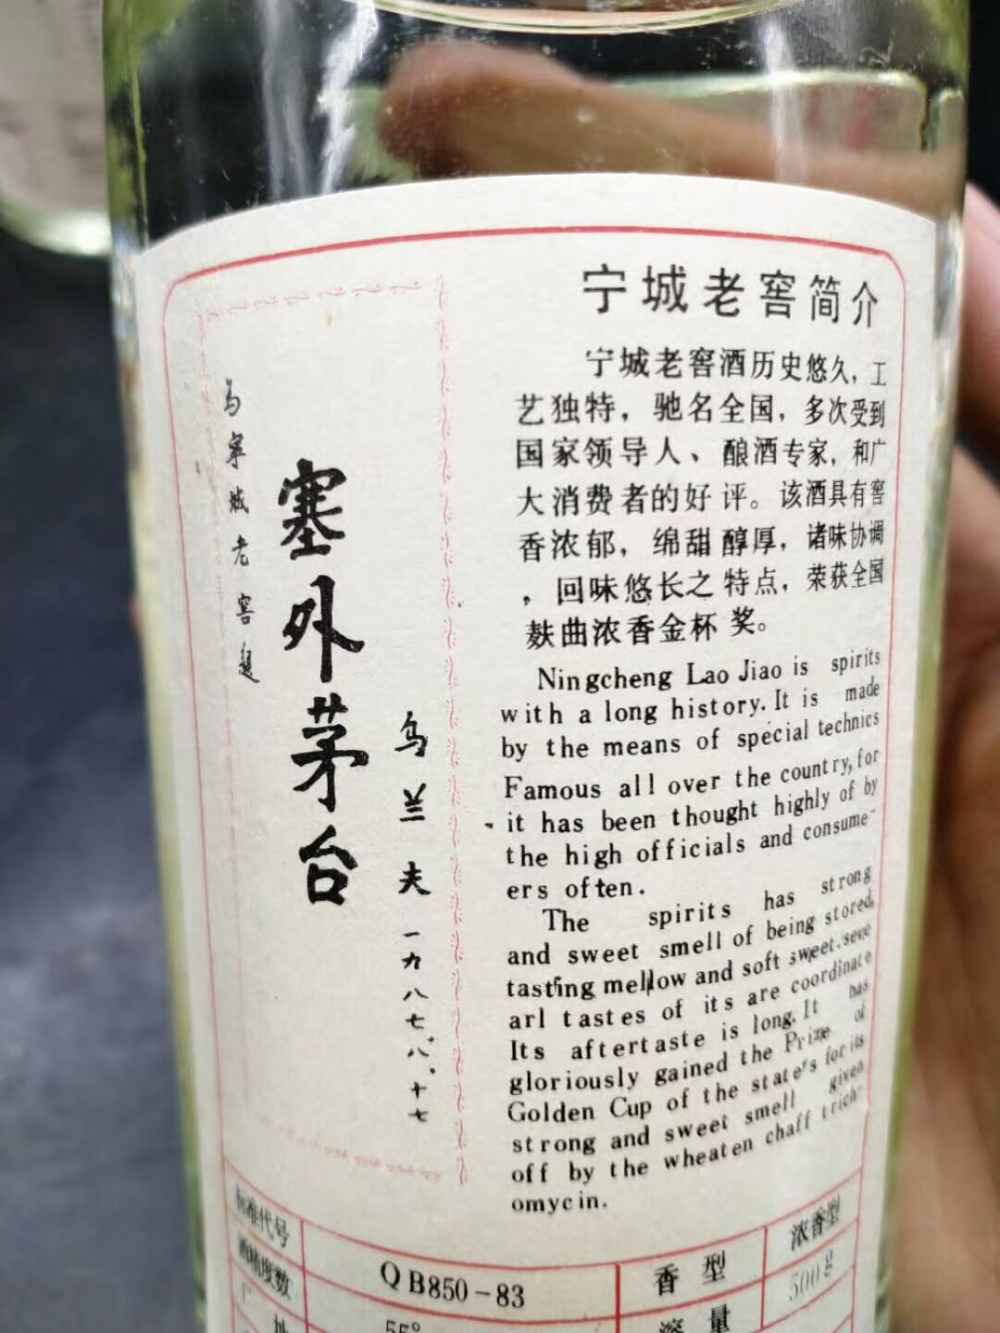 为宁城老窖题
塞外茅台
乌兰夫
一九八七、八、十七
宁城老窖简介
宁城老窖酒历史悠久，工
艺独特，驰名全国，多次受到
国家领导人、酿酒专家，和广
大消费者的好评。该酒具有窖
香浓郁，绵甜醇厚，诸味协调
，回味悠长之特点，荣获全国
麸曲浓香金杯奖。
Ningcheng Lao Jiao is spirits
with a long history. It is made
by the means of special technics
Famous all over the country, for
it has been thought highly of by
the high officials and consume-
ers often.
The spirits has strong
and sweet smell of being stored,
tasting mellow and soft sweet.seve
arl tastes of its are coordinate
Its aftertaste is long. It has
gloriously gained the Prize of
Golden Cup of the state's for its
strong and sweet smell given
off by the wheaten chaff trich-
omycin.
标准代号 QB850-83 香型 浓香型
酒精度数 55° 容量 500g